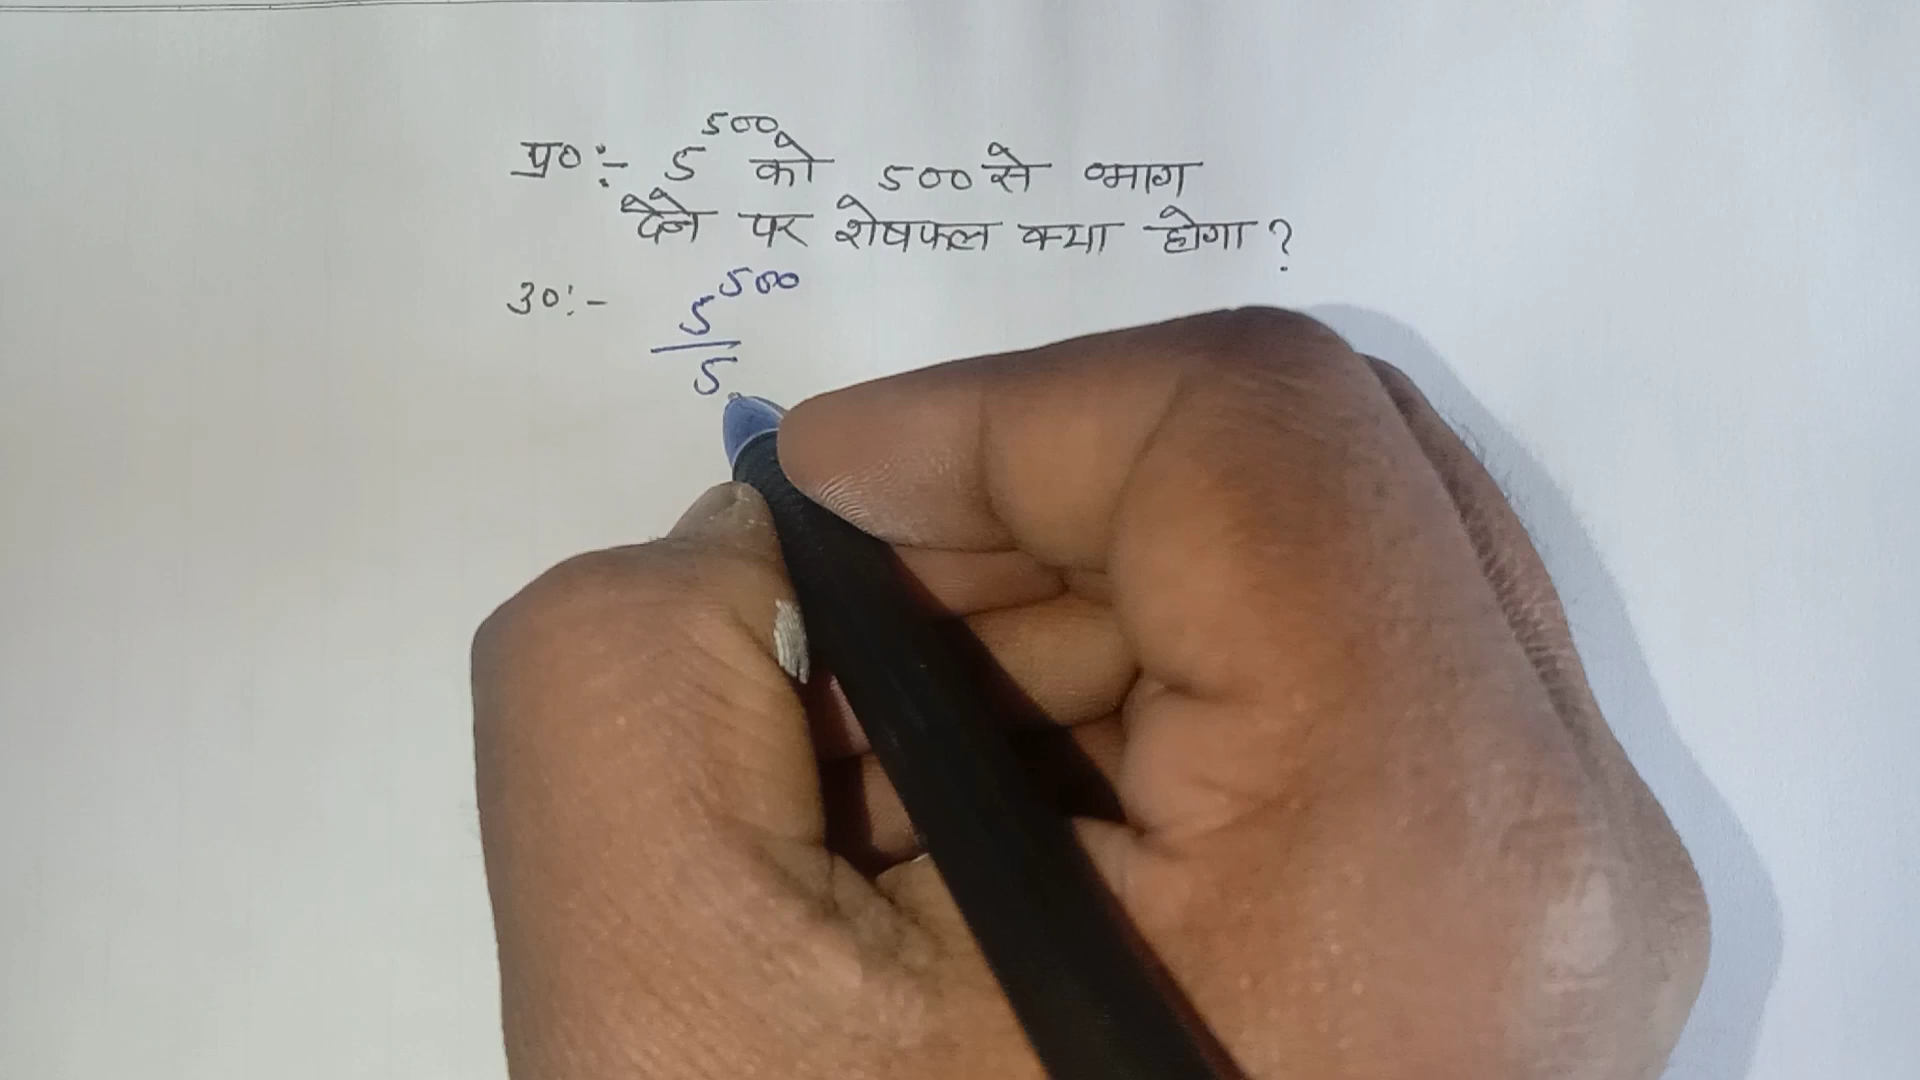 प्र०:- 5^500 को 500 से भाग
देने पर शेषफल क्या होगा?
उ०:- 5^500
5